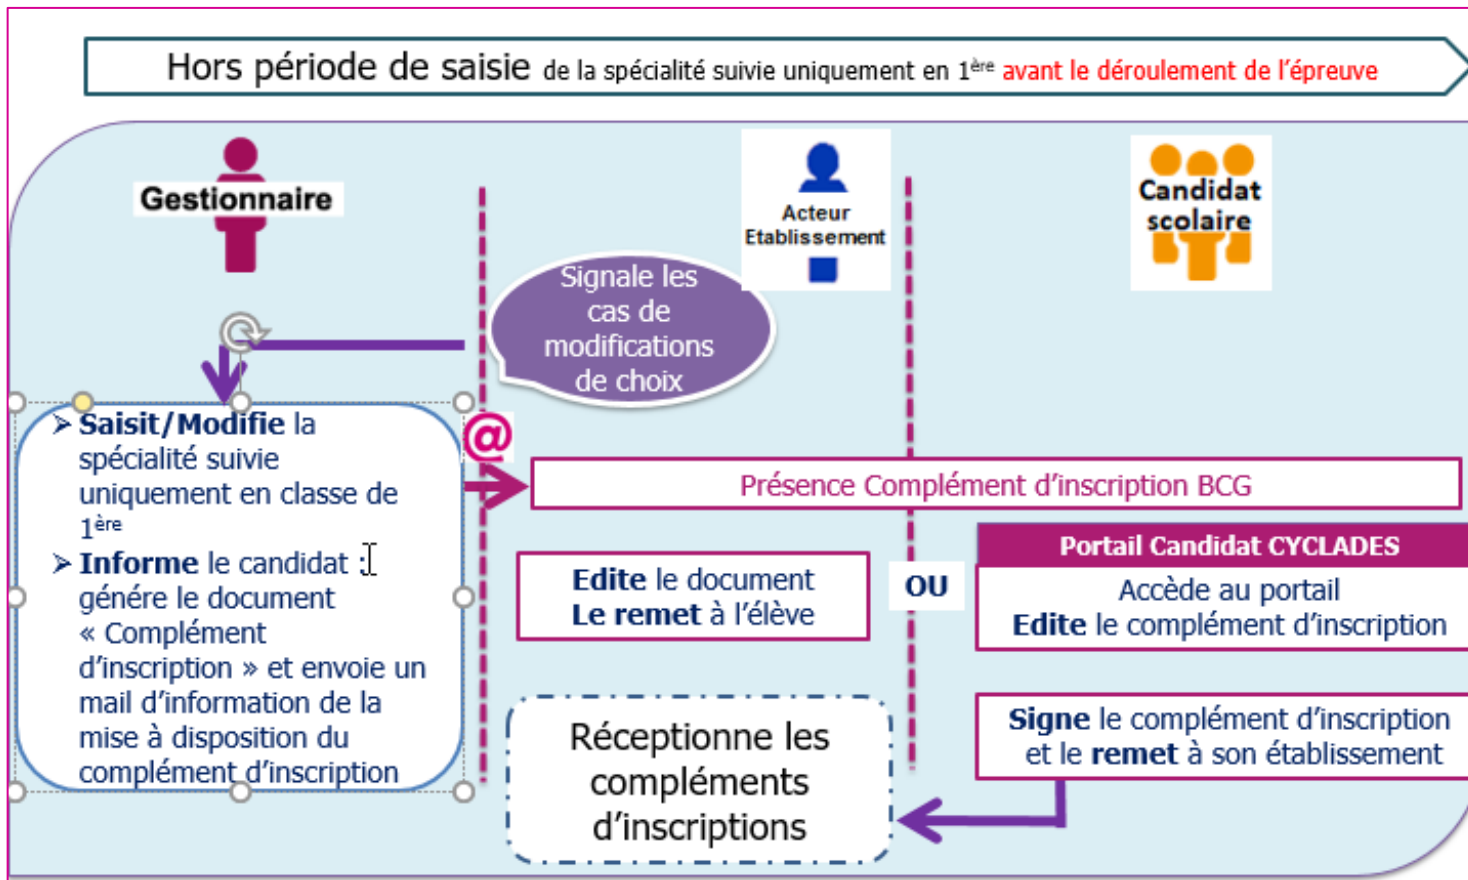 Hors période de saisie de la spécialité suivie uniquement en 1ère avant le déroulement de l'épreuve
Gestionnaire
Acteur
Etablissement
Candidat
scolaire
Signale les
cas de
modifications
de choix
➢ Saisit/Modifie la
spécialité suivie
uniquement en classe de
1ère
➢ Informe le candidat :
génére le document
« Complément
d'inscription » et envoie un
mail d'information de la
mise à disposition du
complément d'inscription
@
Présence Complément d'inscription BCG
Edite le document
Le remet à l'élève
OU
Portail Candidat CYCLADES
Accède au portail
Edite le complément d'inscription
Signe le complément d'inscription
et le remet à son établissement
Réceptionne les
compléments
d'inscriptions